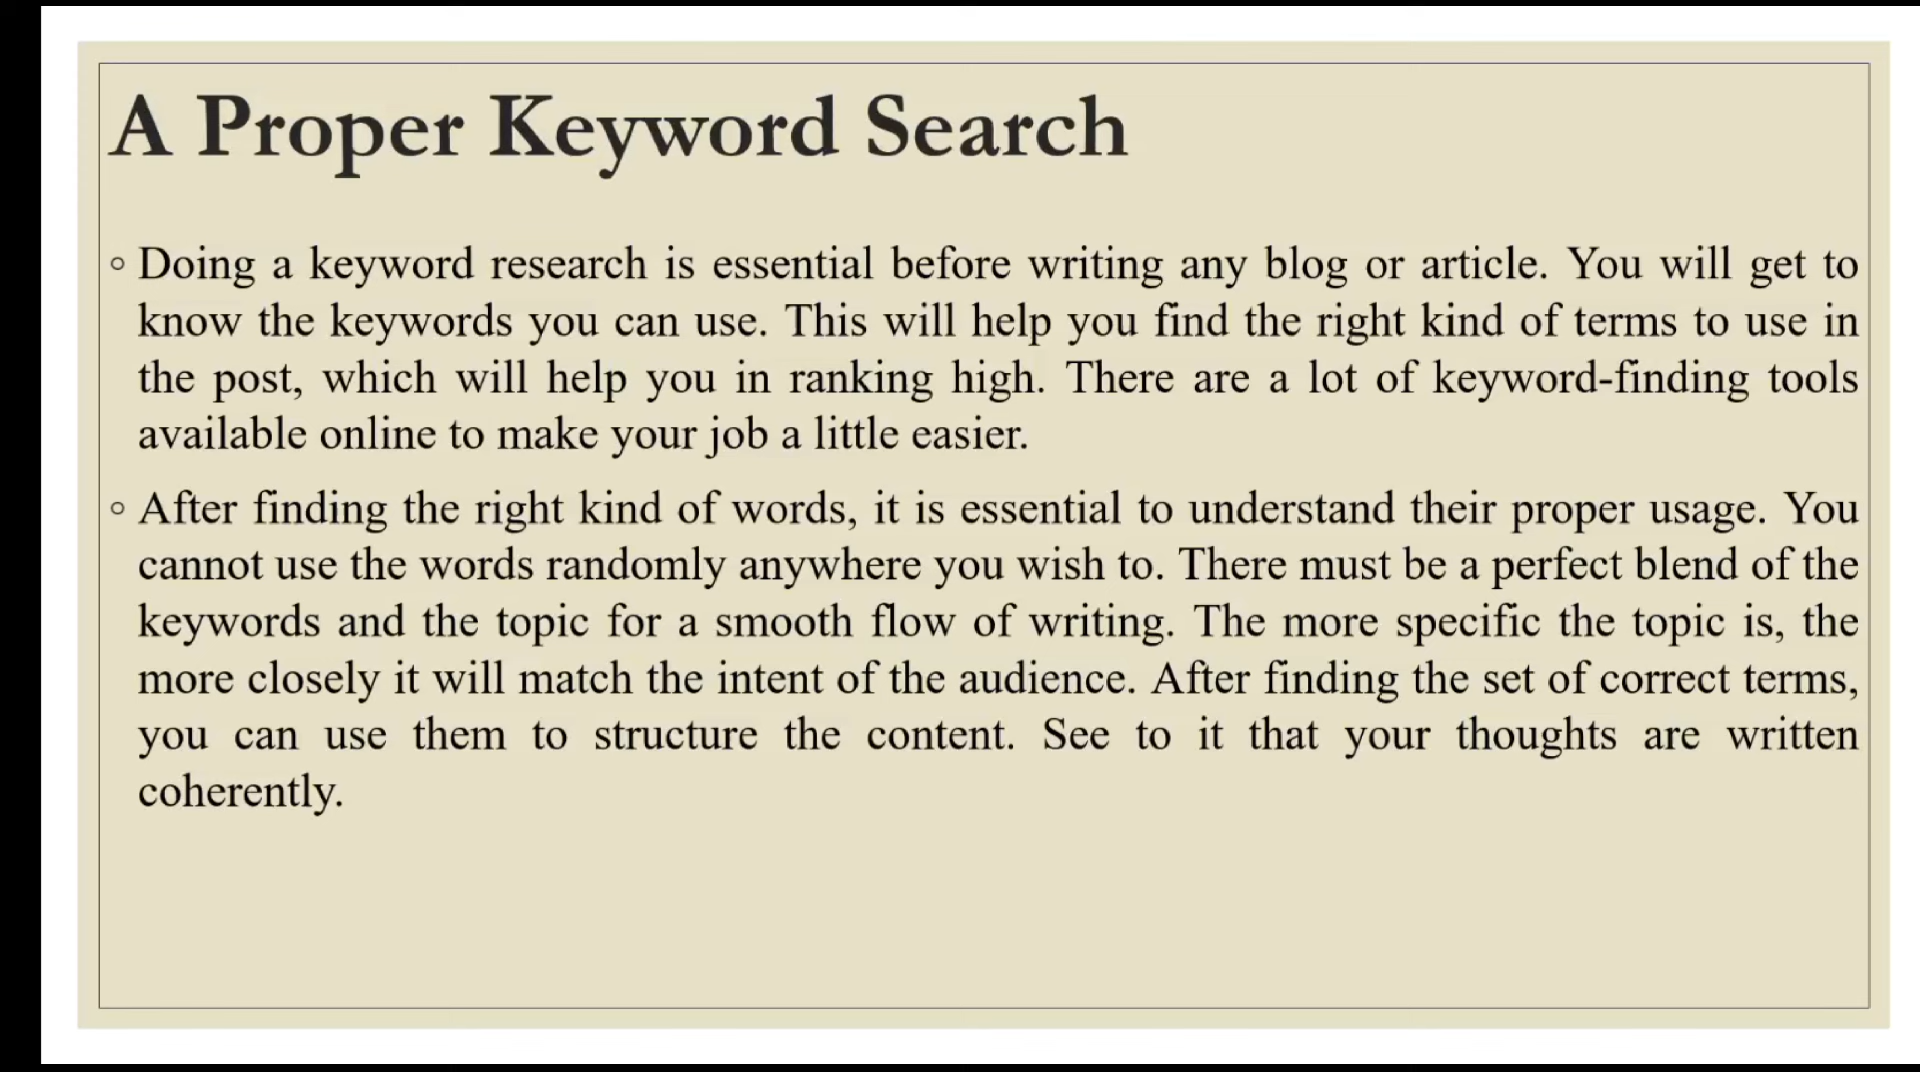 A Proper Keyword Search
◦ Doing a keyword research is essential before writing any blog or article. You will get to
know the keywords you can use. This will help you find the right kind of terms to use in
the post, which will help you in ranking high. There are a lot of keyword-finding tools
available online to make your job a little easier.
◦ After finding the right kind of words, it is essential to understand their proper usage. You
cannot use the words randomly anywhere you wish to. There must be a perfect blend of the
keywords and the topic for a smooth flow of writing. The more specific the topic is, the
more closely it will match the intent of the audience. After finding the set of correct terms,
you can use them to structure the content. See to it that your thoughts are written
coherently.